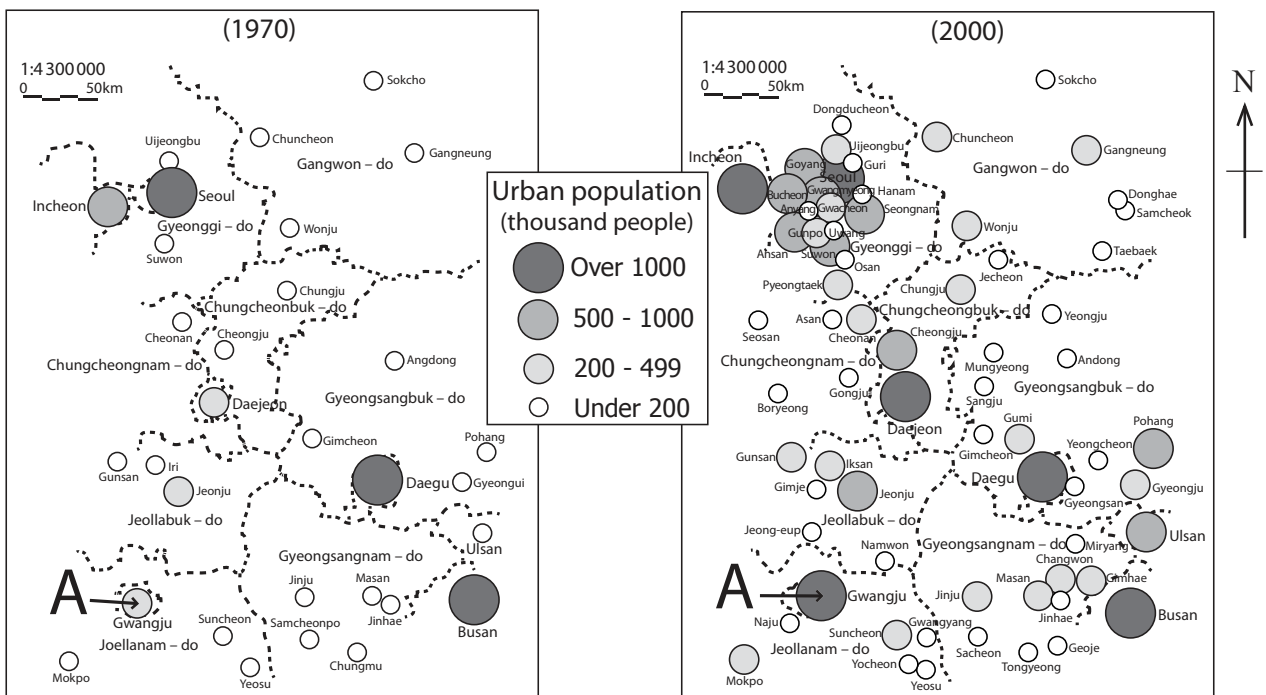 (1970)
1:4 300 000
0 50km
Sokcho
Chuncheon
Uijeongbu
Gangneung
Gangwon – do
Incheon
Seoul
Gyeonggi – do
Wonju
Suwon
Chungju
Chungcheonbuk – do
Cheonan
Cheongju
Chungcheongnam – do
Angdong
Gyeongsangbuk – do
Daejeon
Gimcheon
Pohang
Gunsan
Iri
Jeonju
Daegu
Gyeongui
Jeollabuk – do
Ulsan
Gyeongsangnam – do
Jinju
Masan
Jinhae
Busan
A
Gwangju
Suncheon
Samcheonpo
Joellanam – do
Chungmu
Mokpo
Yeosu
Urban population
(thousand people)
Over 1000
500 - 1000
200 - 499
Under 200
(2000)
1:4 300 000
0 50km
Sokcho
Dongducheon
Chuncheon
Uijeongbu
Gangneung
Incheon
Goyang
Guri
Seoul
Gangwon – do
Bucheon
Gwangmyeong
Hanam
Donghae
Anyang
Gwacheon
Seongnam
Samcheok
Gunpo
Uywang
Wonju
Ahsan
Suwon
Gyeonggi – do
Taebaek
Osan
Jecheon
Pyeongtaek
Chungju
Chungcheongbuk – do
Seosan
Asan
Cheonan
Cheongju
Yeongju
Chungcheongnam – do
Mungyeong
Andong
Gongju
Sangju
Gyeongsangbuk – do
Boryeong
Daejeon
Gumi
Pohang
Gimcheon
Yeongcheon
Gunsan
Iksan
Daegu
Gimje
Jeonju
Gyeongsan
Gyeongju
Jeollabuk – do
Jeong-eup
Ulsan
Gyeongsangnam – do
Miryang
Namwon
Changwon
Masan
Gimhae
A
Gwangju
Jinju
Jinhae
Busan
Naju
Suncheon
Gwangyang
Jeollanam – do
Sacheon
Geoje
Mokpo
Yocheon
Tongyeong
Yeosu
N